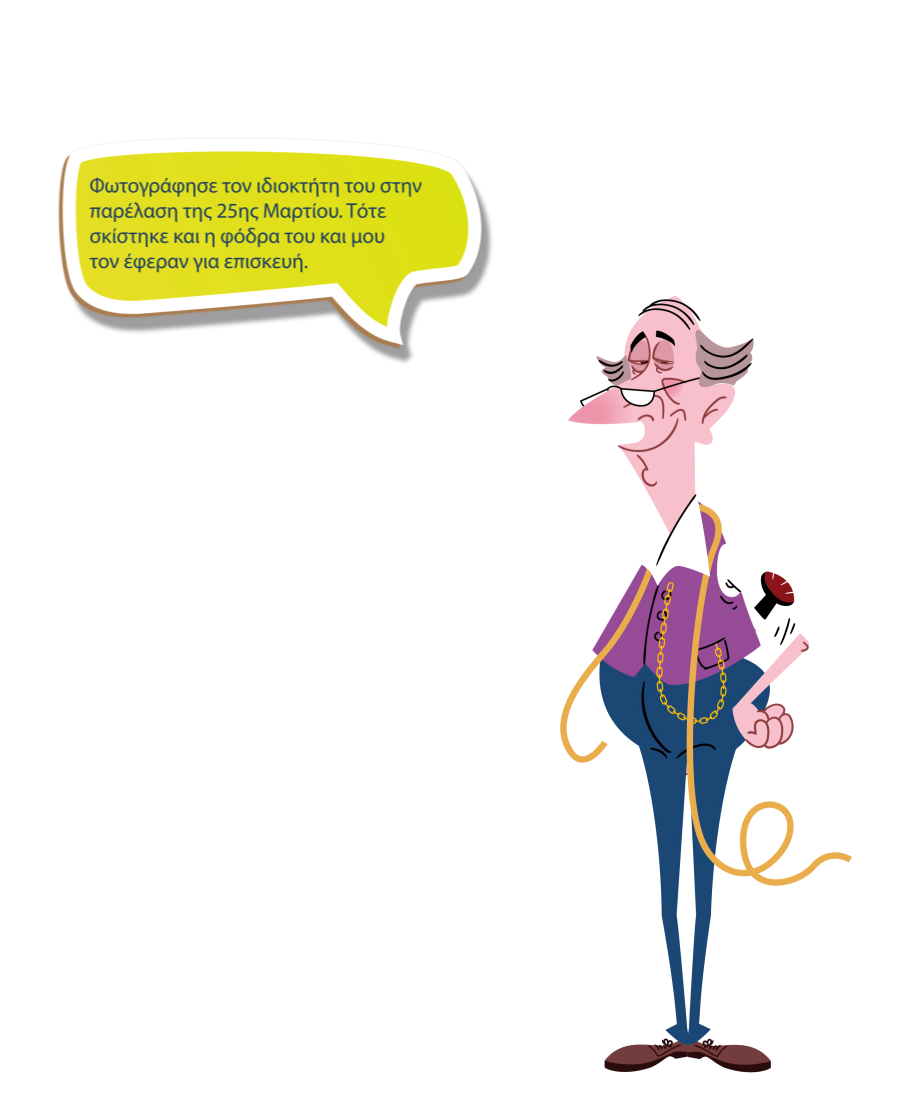 Φωτογράφησε τον ιδιοκτήτη του στην
παρέλαση της 25ης Μαρτίου. Τότε
σκίστηκε και η φόδρα του και μου
τον έφεραν για επισκευή.